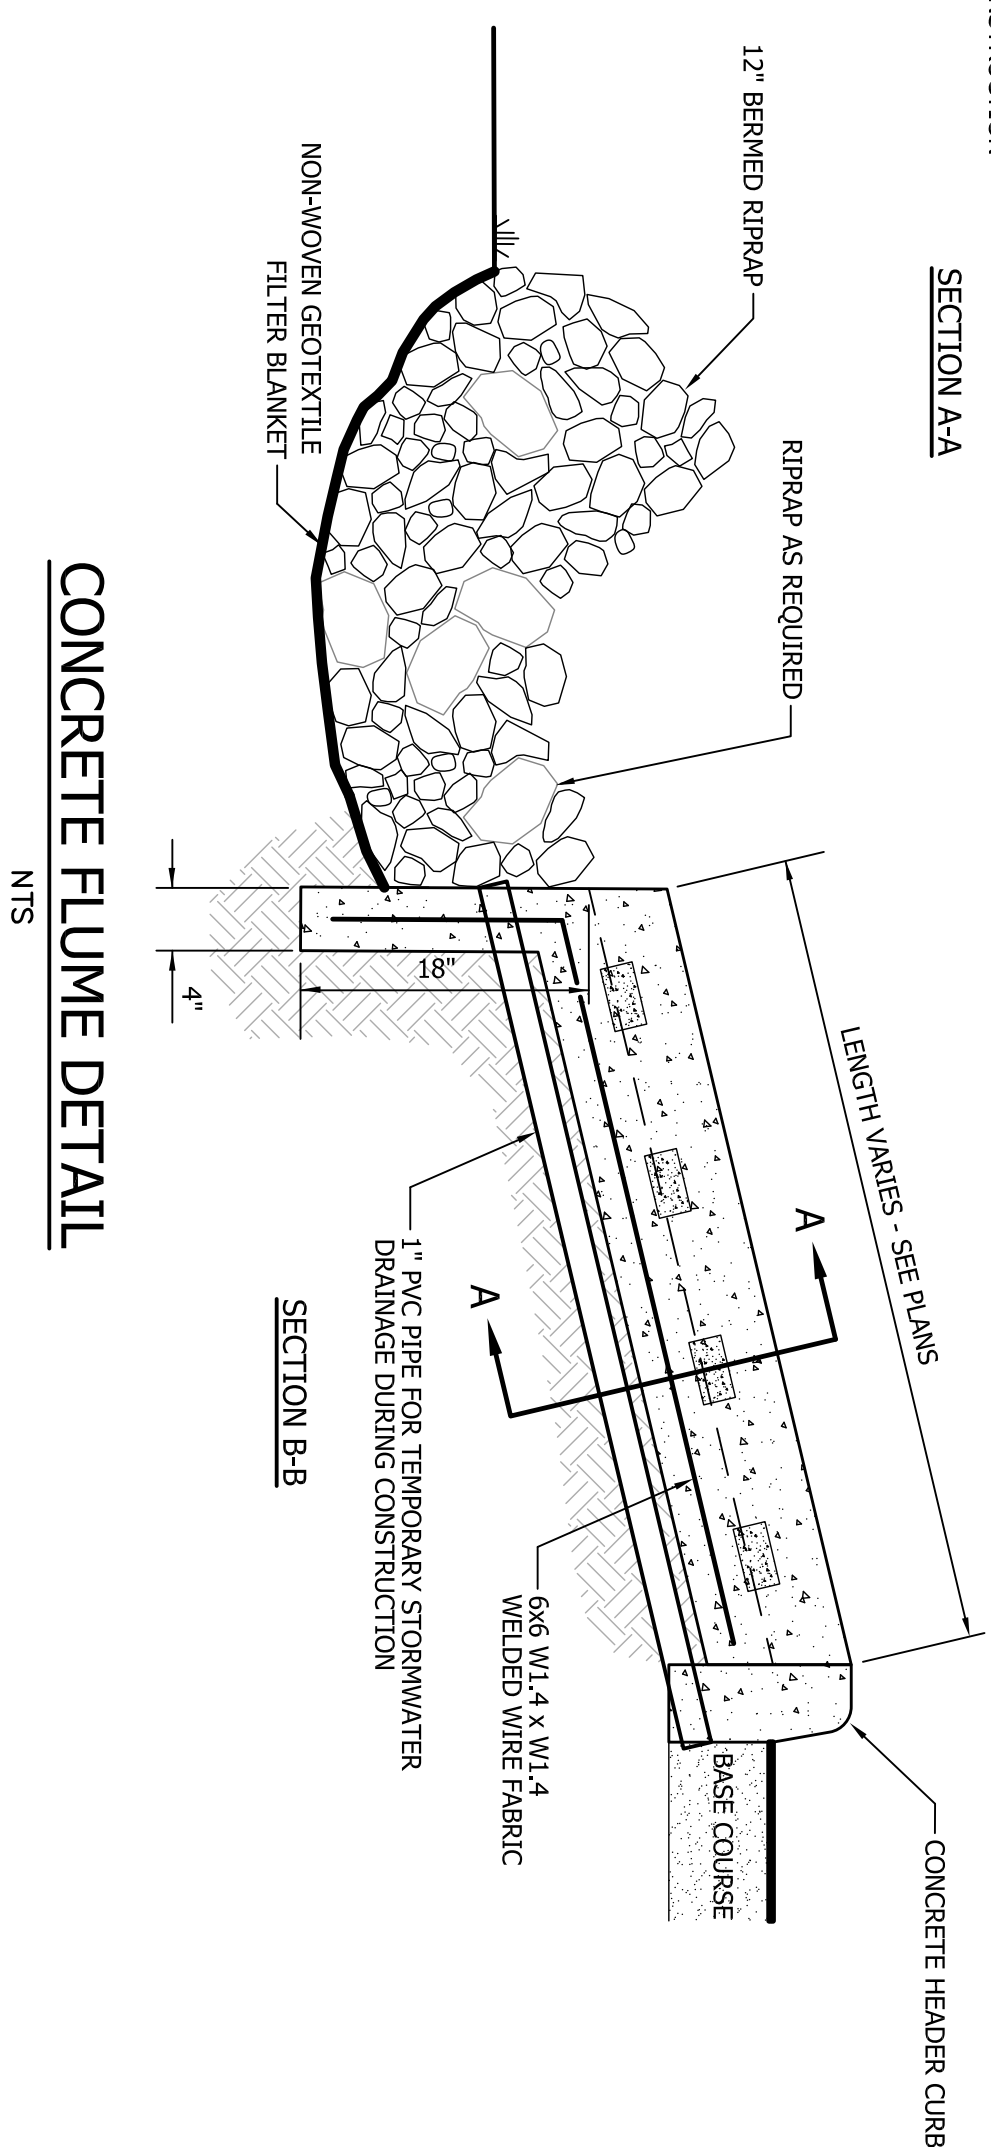 SECTION A-A
12" BERMED RIPRAP
RIPRAP AS REQUIRED
LENGTH VARIES - SEE PLANS
CONCRETE HEADER CURB
A
A
BASE COURSE
18"
4"
6x6 W1.4 x W1.4
WELDED WIRE FABRIC
1" PVC PIPE FOR TEMPORARY STORMWATER
DRAINAGE DURING CONSTRUCTION
NON-WOVEN GEOTEXTILE
FILTER BLANKET
SECTION B-B
CONCRETE FLUME DETAIL
NTS